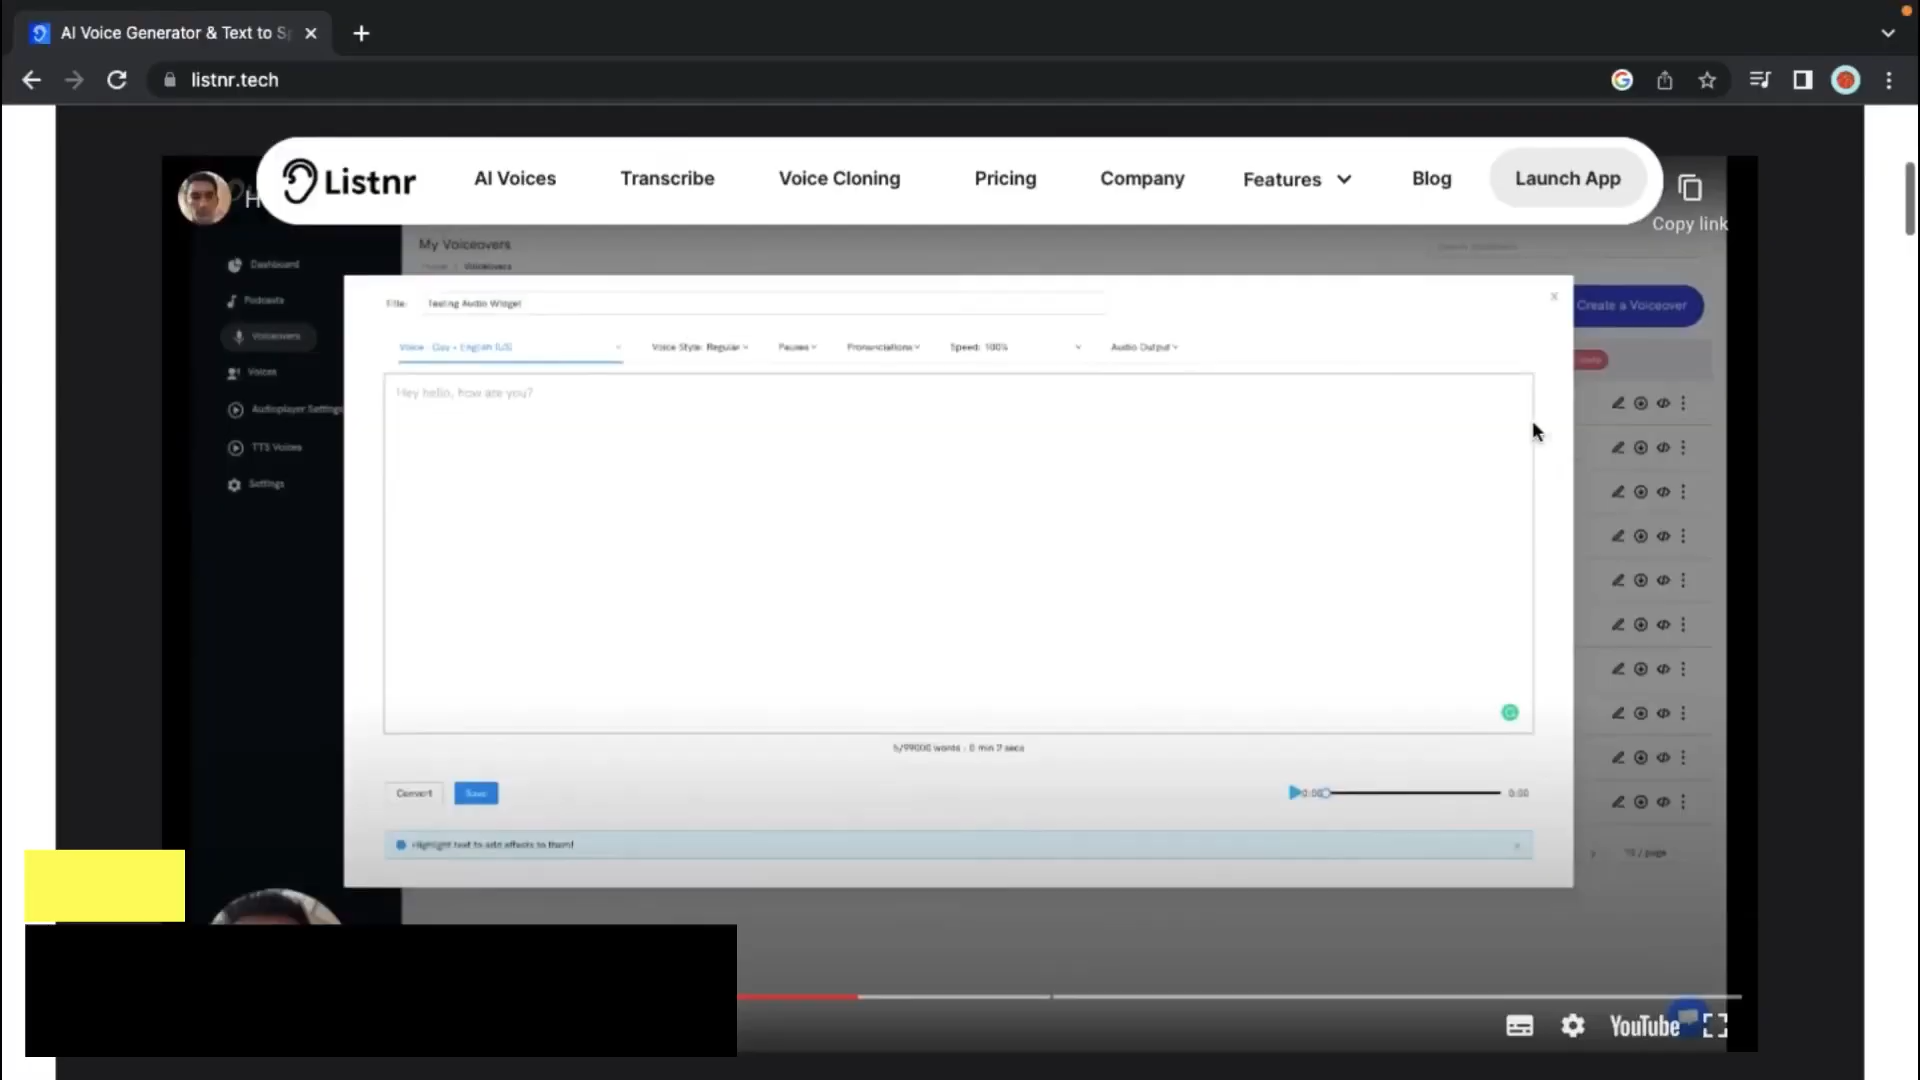 AI Voice Generator & Text to Sp
listnr.tech
Listnr
AI Voices
Transcribe
Voice Cloning
Pricing
Company
Features
Blog
Launch App
H
Copy link
My Voiceovers
Voiceovers
Dashboard
Podcasts
Voiceovers
Voices
Audioplayer Settings
TTS Voices
Settings
Create a Voiceover
Title: Testing Audio Widget
Voice : Guy - English (US) Voice Style: Regular Pauses Pronunciations Speed: 100% Audio Output
Hey hello, how are you?
5/99000 words : 0 min 2 secs
Convert Save
0:00 0:00
Highlight text to add effects to them!
10 / page
YouTube